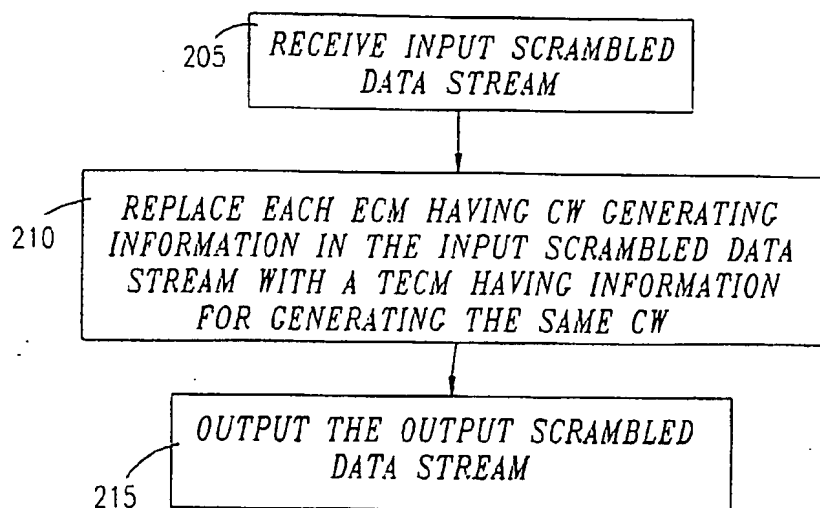 205
RECEIVE INPUT SCRAMBLED
DATA STREAM
210
REPLACE EACH ECM HAVING CW GENERATING
INFORMATION IN THE INPUT SCRAMBLED DATA
STREAM WITH A TECM HAVING INFORMATION
FOR GENERATING THE SAME CW
OUTPUT THE OUTPUT SCRAMBLED
DATA STREAM
215